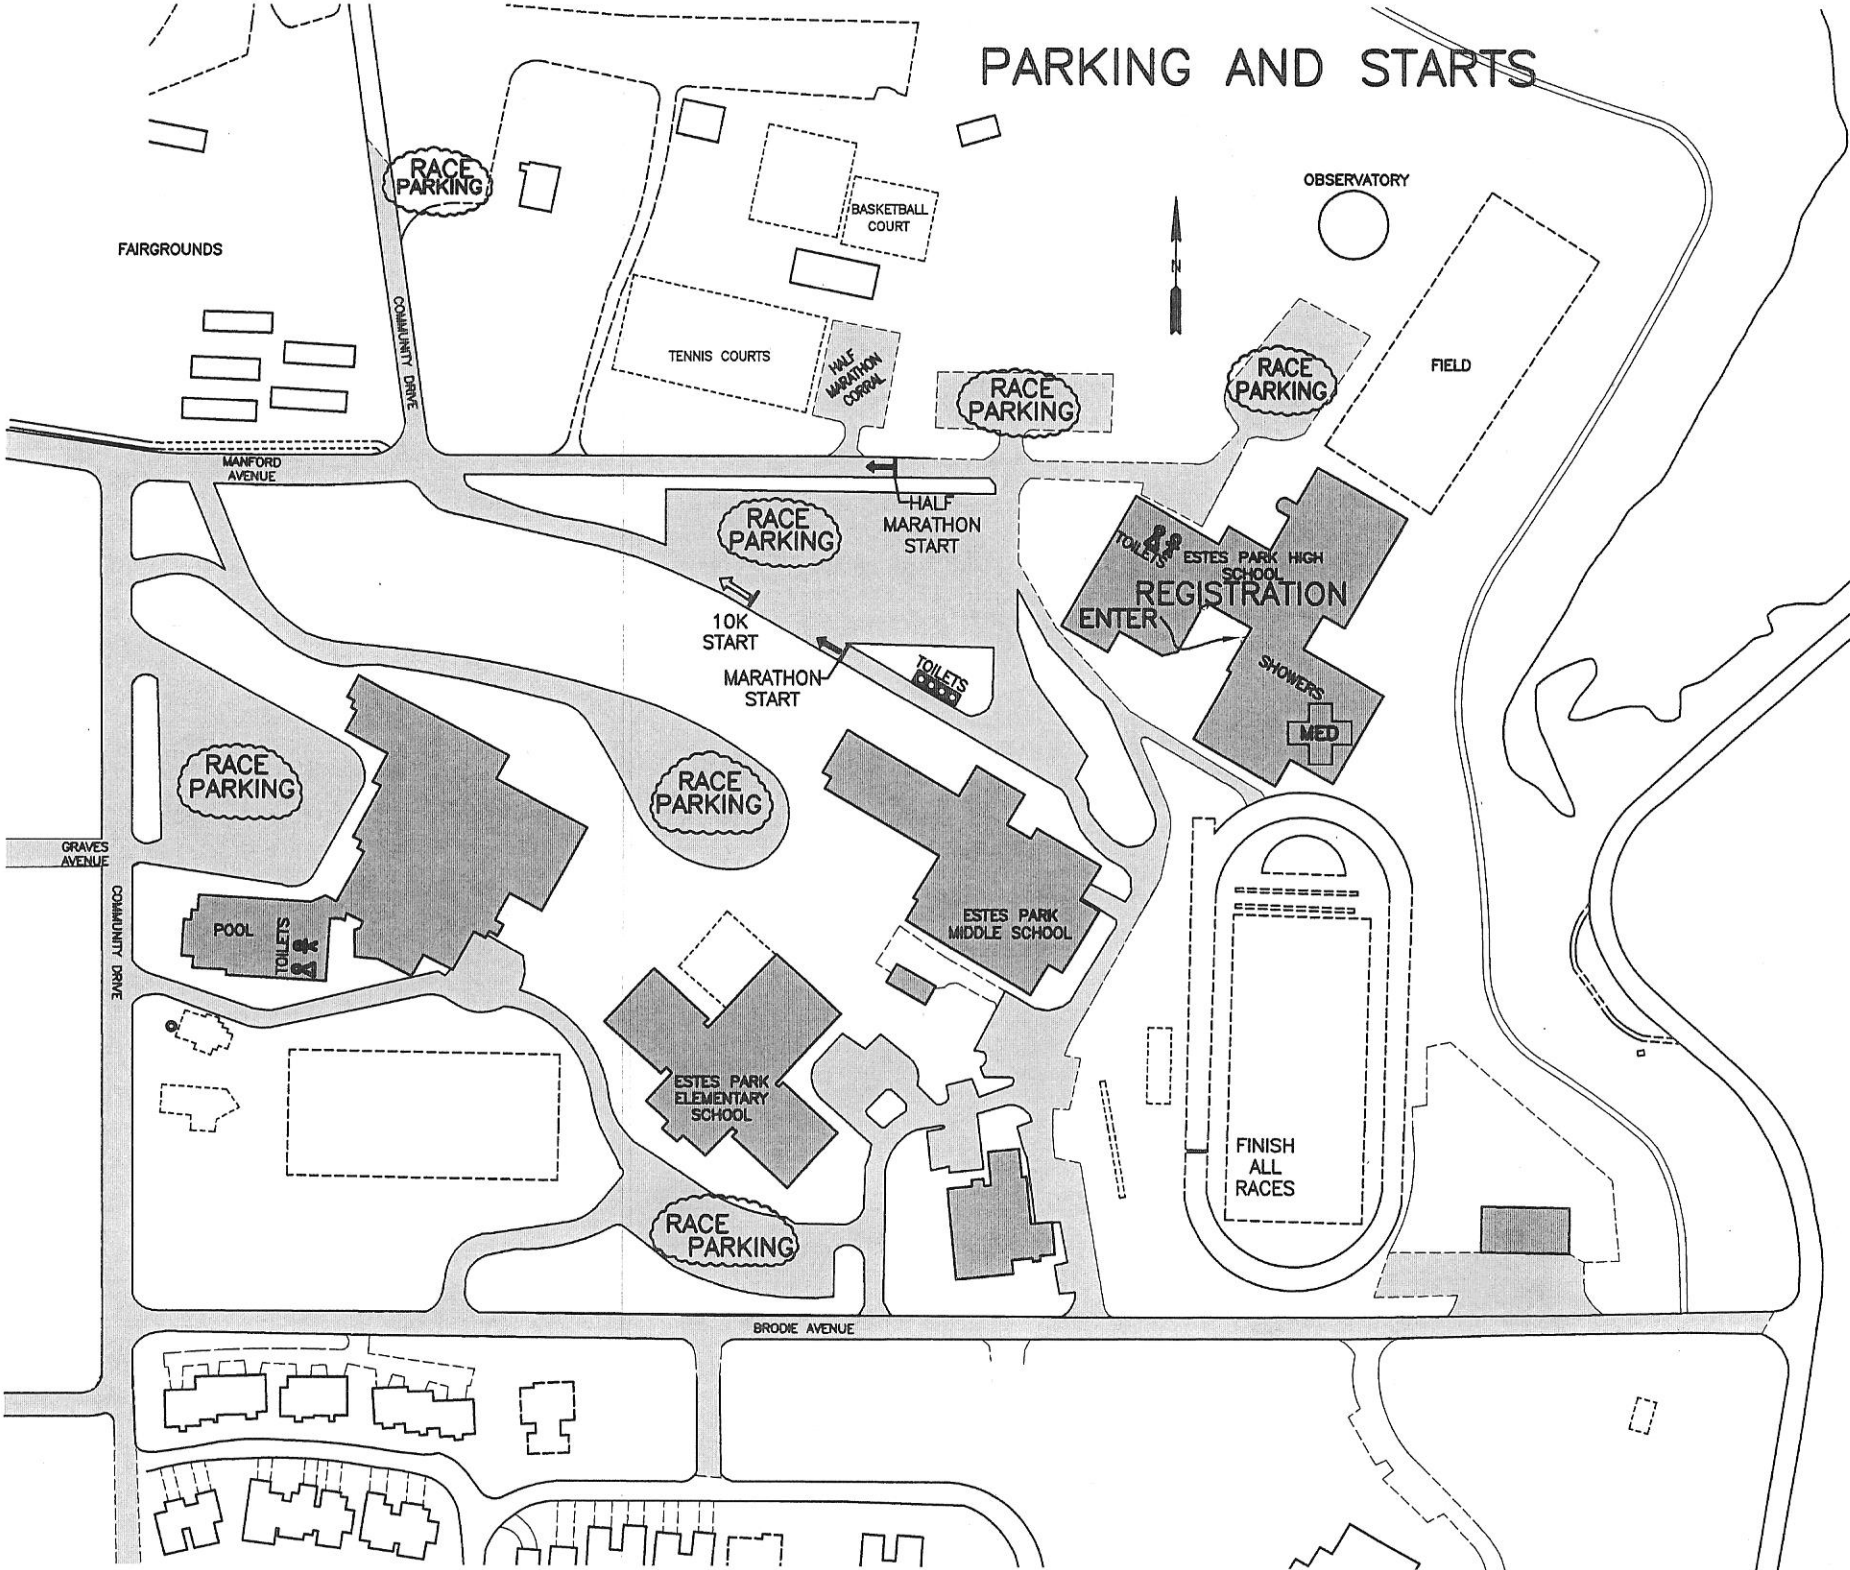 PARKING AND STARTS
RACE
PARKING
OBSERVATORY
BASKETBALL
COURT
FAIRGROUNDS
N
COMMUNITY DRIVE
TENNIS COURTS
HALF
MARATHON
CORRAL
RACE
PARKING
RACE
PARKING
FIELD
MANFORD
AVENUE
RACE
PARKING
HALF
MARATHON
START
TOILETS
ESTES PARK HIGH
SCHOOL
REGISTRATION
ENTER
10K
START
MARATHON
START
TOILETS
SHOWERS
MED
RACE
PARKING
RACE
PARKING
GRAVES
AVENUE
COMMUNITY DRIVE
POOL
TOILETS
ESTES PARK
MIDDLE SCHOOL
ESTES PARK
ELEMENTARY
SCHOOL
FINISH
ALL
RACES
RACE
PARKING
BRODIE AVENUE